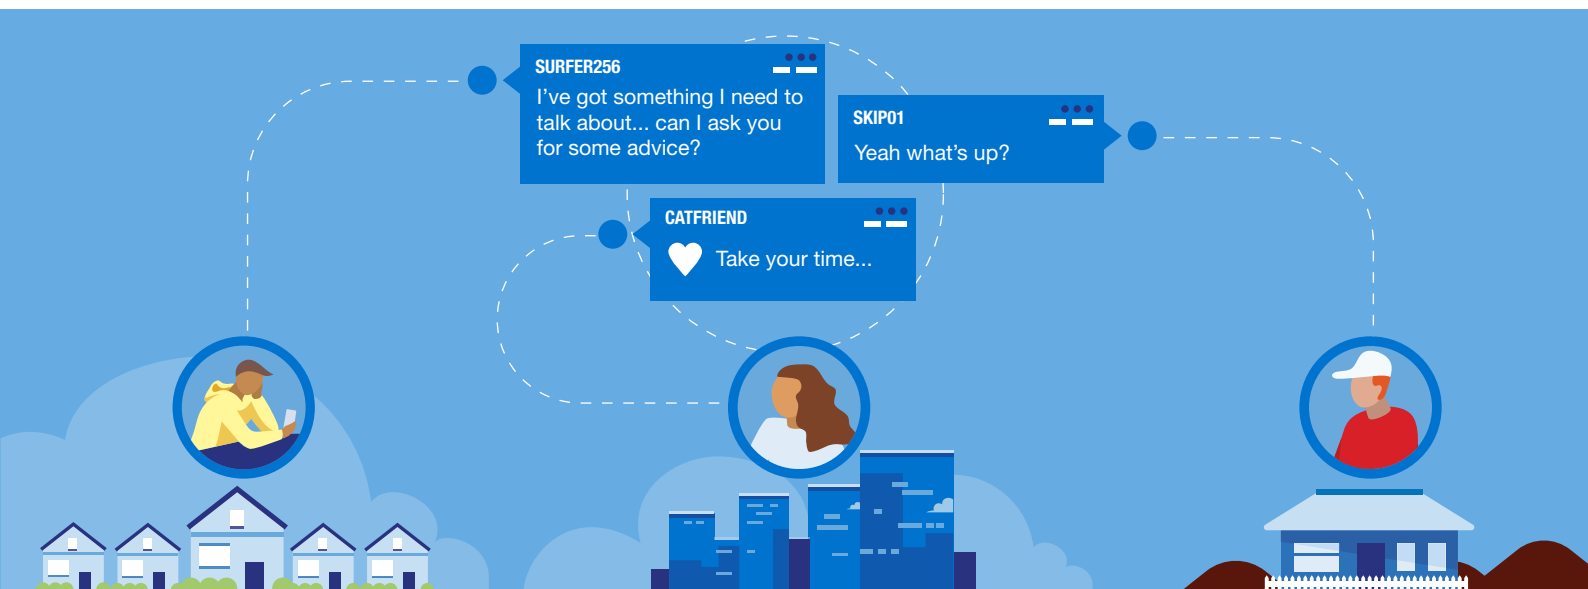 SURFER256
I’ve got something I need to
talk about... can I ask you
for some advice?
SKIP01
Yeah what’s up?
CATFRIEND
Take your time...